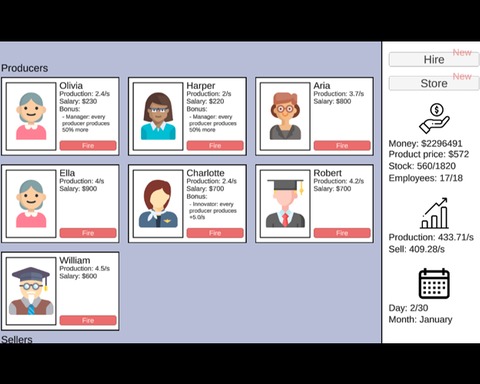 Producers
Olivia
Production: 2.4/s
Salary: $230
Bonus:
- Manager: every
producer produces
50% more
Fire
Harper
Production: 2/s
Salary: $220
Bonus:
- Manager: every
producer produces
50% more
Fire
Aria
Production: 3.7/s
Salary: $800
Fire
Ella
Production: 4/s
Salary: $900
Fire
Charlotte
Production: 2.4/s
Salary: $700
Bonus:
- Innovator: every
producer produces
+5.0/s
Fire
Robert
Production: 4.2/s
Salary: $700
Fire
William
Production: 4.5/s
Salary: $600
Fire
Sellers
New
Hire
New
Store
Money: $2296491
Product price: $572
Stock: 560/1820
Employees: 17/18
Production: 433.71/s
Sell: 409.28/s
Day: 2/30
Month: January